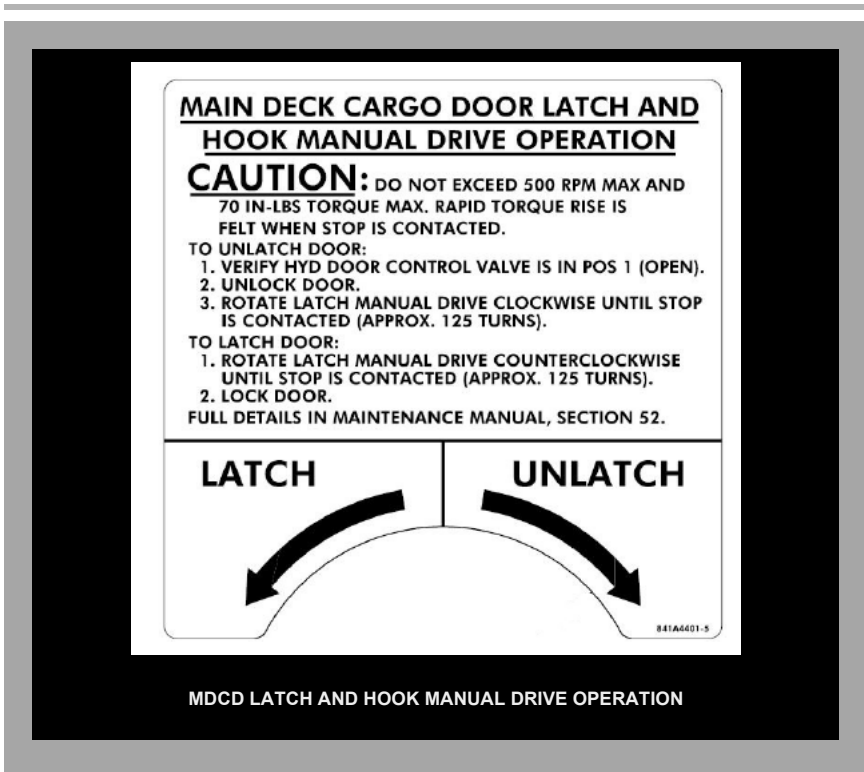 MAIN DECK CARGO DOOR LATCH AND
HOOK MANUAL DRIVE OPERATION
CAUTION: DO NOT EXCEED 500 RPM MAX AND
70 IN-LBS TORQUE MAX. RAPID TORQUE RISE IS
FELT WHEN STOP IS CONTACTED.
TO UNLATCH DOOR:
1. VERIFY HYD DOOR CONTROL VALVE IS IN POS 1 (OPEN).
2. UNLOCK DOOR.
3. ROTATE LATCH MANUAL DRIVE CLOCKWISE UNTIL STOP
IS CONTACTED (APPROX. 125 TURNS).
TO LATCH DOOR:
1. ROTATE LATCH MANUAL DRIVE COUNTERCLOCKWISE
UNTIL STOP IS CONTACTED (APPROX. 125 TURNS).
2. LOCK DOOR.
FULL DETAILS IN MAINTENANCE MANUAL, SECTION 52.
LATCH
UNLATCH
841A4401-5
MDCD LATCH AND HOOK MANUAL DRIVE OPERATION